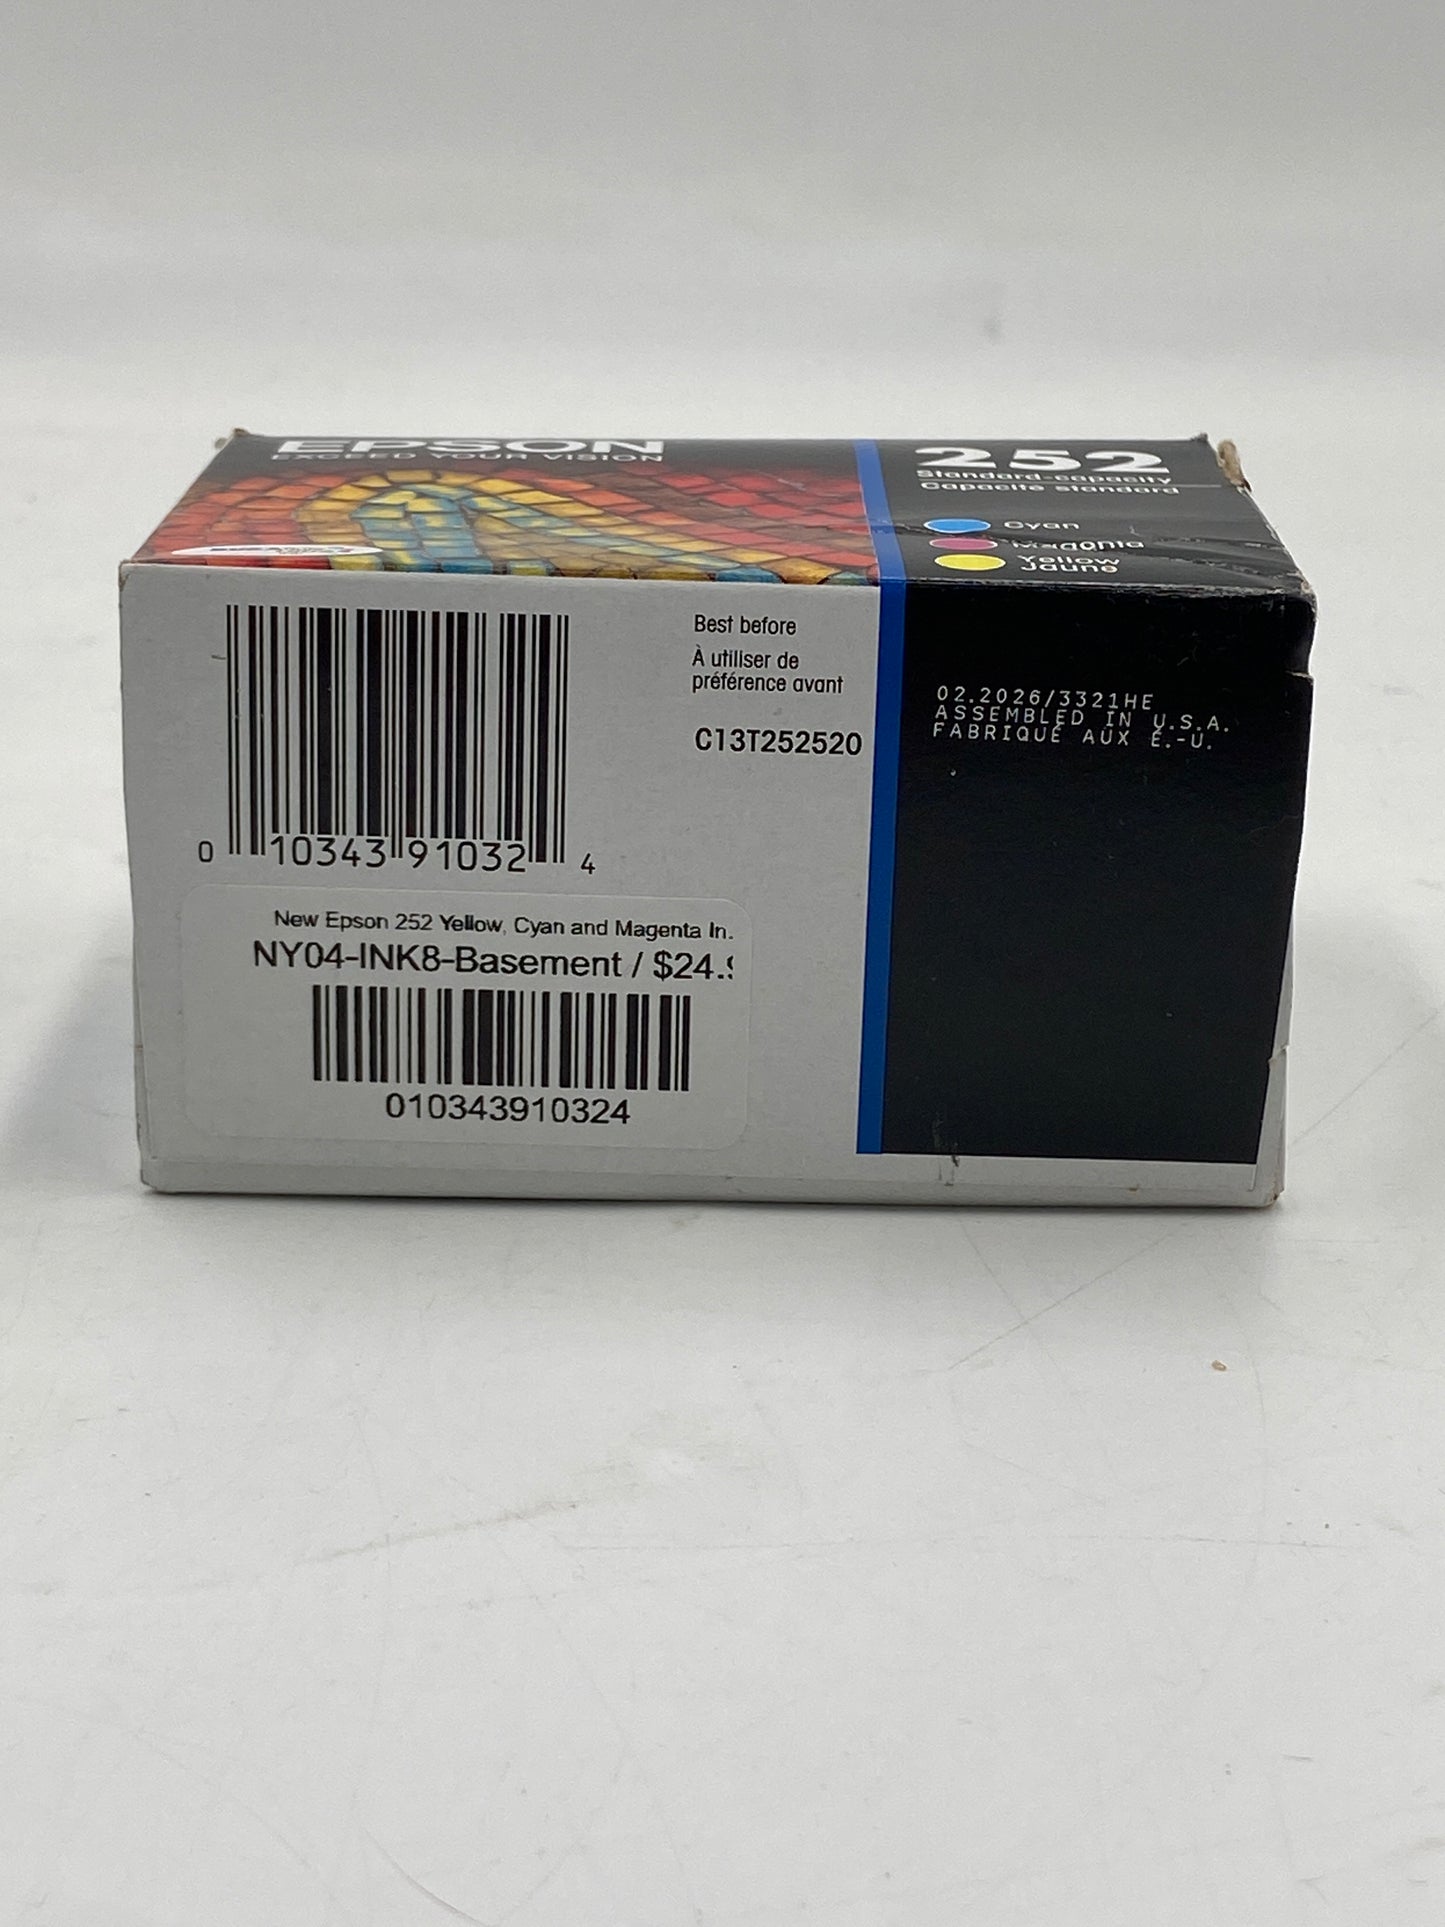 EPSON
EXCEED YOUR VISION
252
Standard-capacity
Capacité standard
Cyan
Magenta
Yellow
Jaune
Best before
À utiliser de
préférence avant
C13T252520
02.2026/3321HE
ASSEMBLED IN U.S.A.
FABRIQUÉ AUX É.-U.
0 10343 91032 4
New Epson 252 Yellow, Cyan and Magenta In.
NY04-INK8-Basement / $24.
010343910324